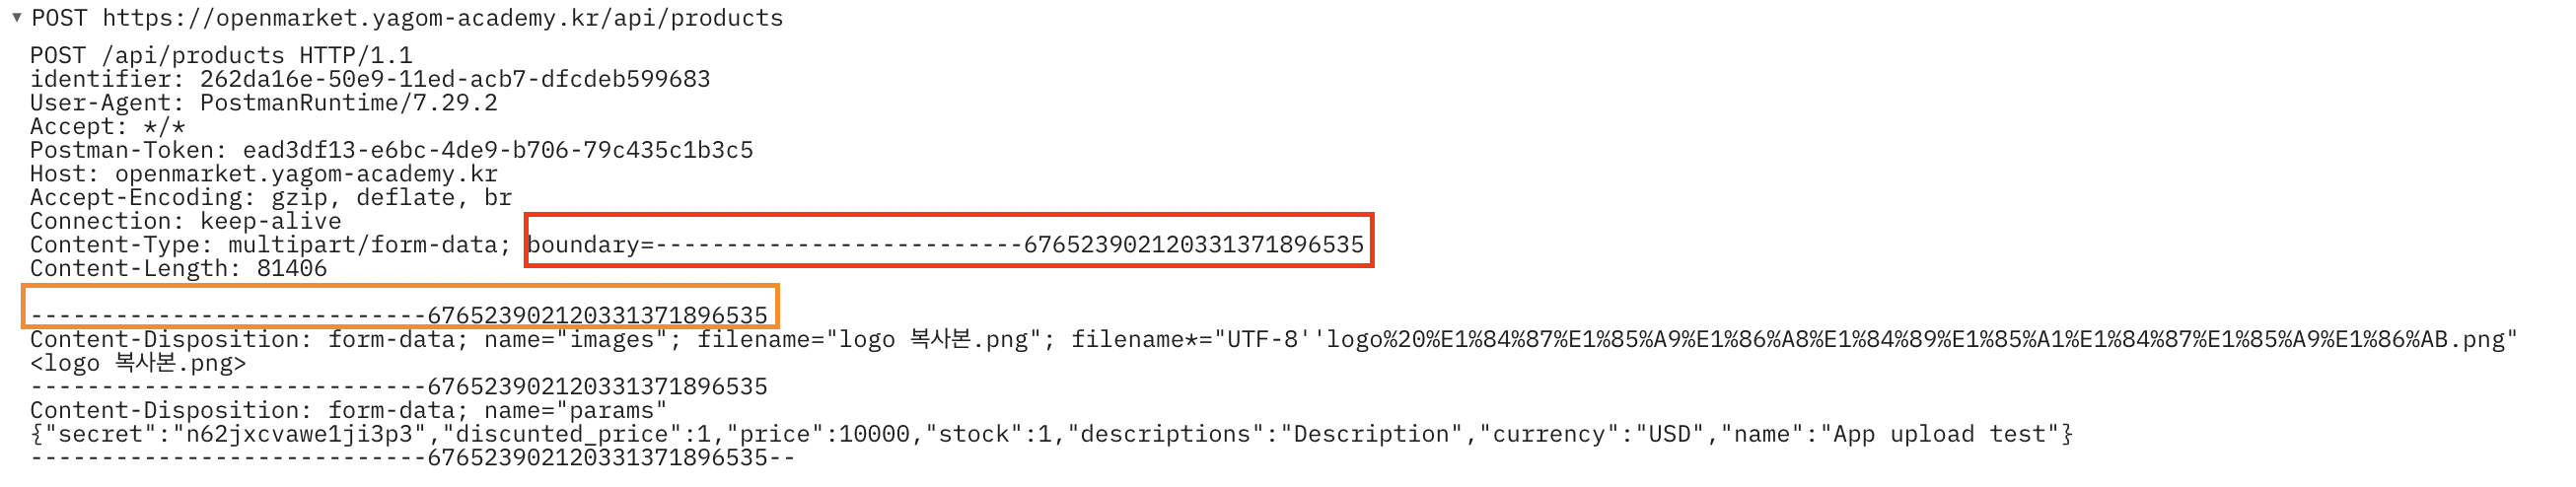 ▼ POST https://openmarket.yagom-academy.kr/api/products
POST /api/products HTTP/1.1
identifier: 262da16e-50e9-11ed-acb7-dfcdeb599683
User-Agent: PostmanRuntime/7.29.2
Accept: */*
Postman-Token: ead3df13-e6bc-4de9-b706-79c435c1b3c5
Host: openmarket.yagom-academy.kr
Accept-Encoding: gzip, deflate, br
Connection: keep-alive
Content-Type: multipart/form-data; boundary=--------------------------676523902120331371896535
Content-Length: 81406
----------------------------676523902120331371896535
Content-Disposition: form-data; name="images"; filename="logo 복사본.png"; filename*="UTF-8''logo%20%E1%84%87%E1%85%A9%E1%86%A8%E1%84%89%E1%85%A1%E1%84%87%E1%85%A9%E1%86%AB.png"
<logo 복사본.png>
----------------------------676523902120331371896535
Content-Disposition: form-data; name="params"
{"secret":"n62jxcvawe1ji3p3","discunted_price":1,"price":10000,"stock":1,"descriptions":"Description","currency":"USD","name":"App upload test"}
----------------------------676523902120331371896535--